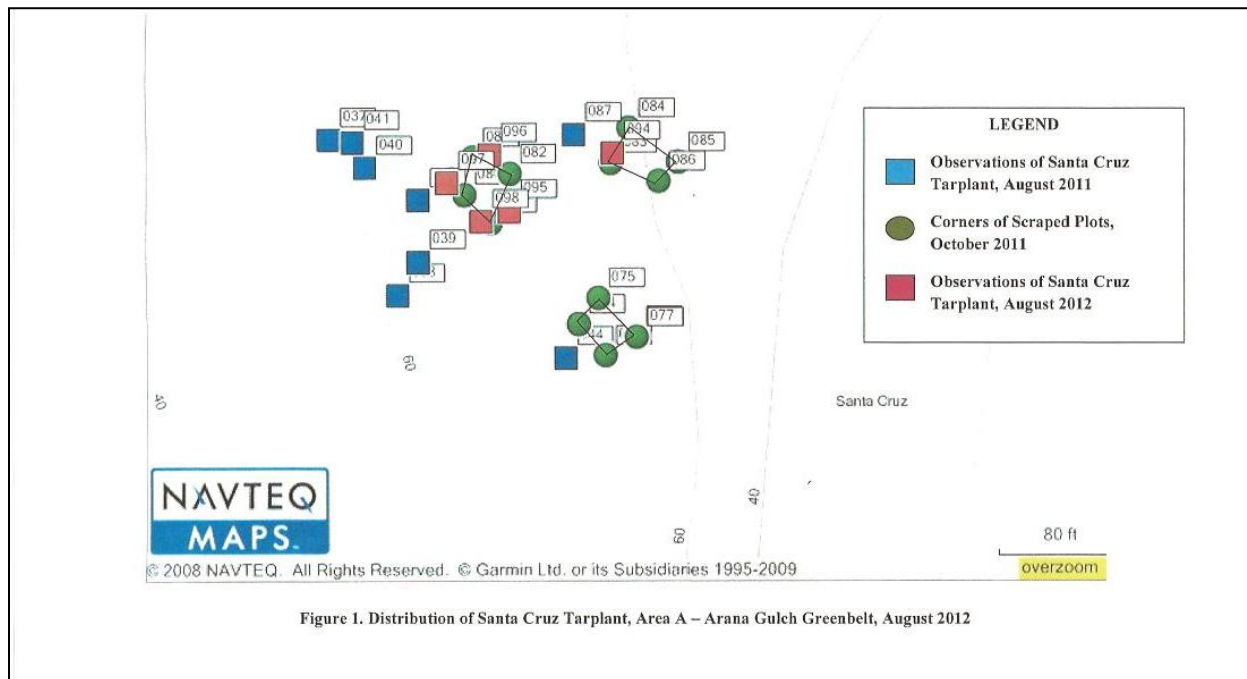 037
041
040
087
084
094
085
086
096
082
097
095
098
039
075
077
LEGEND
Observations of Santa Cruz
Tarplant, August 2011
Corners of Scraped Plots,
October 2011
Observations of Santa Cruz
Tarplant, August 2012
60
40
Santa Cruz
40
60
NAVTEQ
MAPS
80 ft
overzoom
© 2008 NAVTEQ. All Rights Reserved. © Garmin Ltd. or its Subsidiaries 1995-2009
Figure 1. Distribution of Santa Cruz Tarplant, Area A – Arana Gulch Greenbelt, August 2012